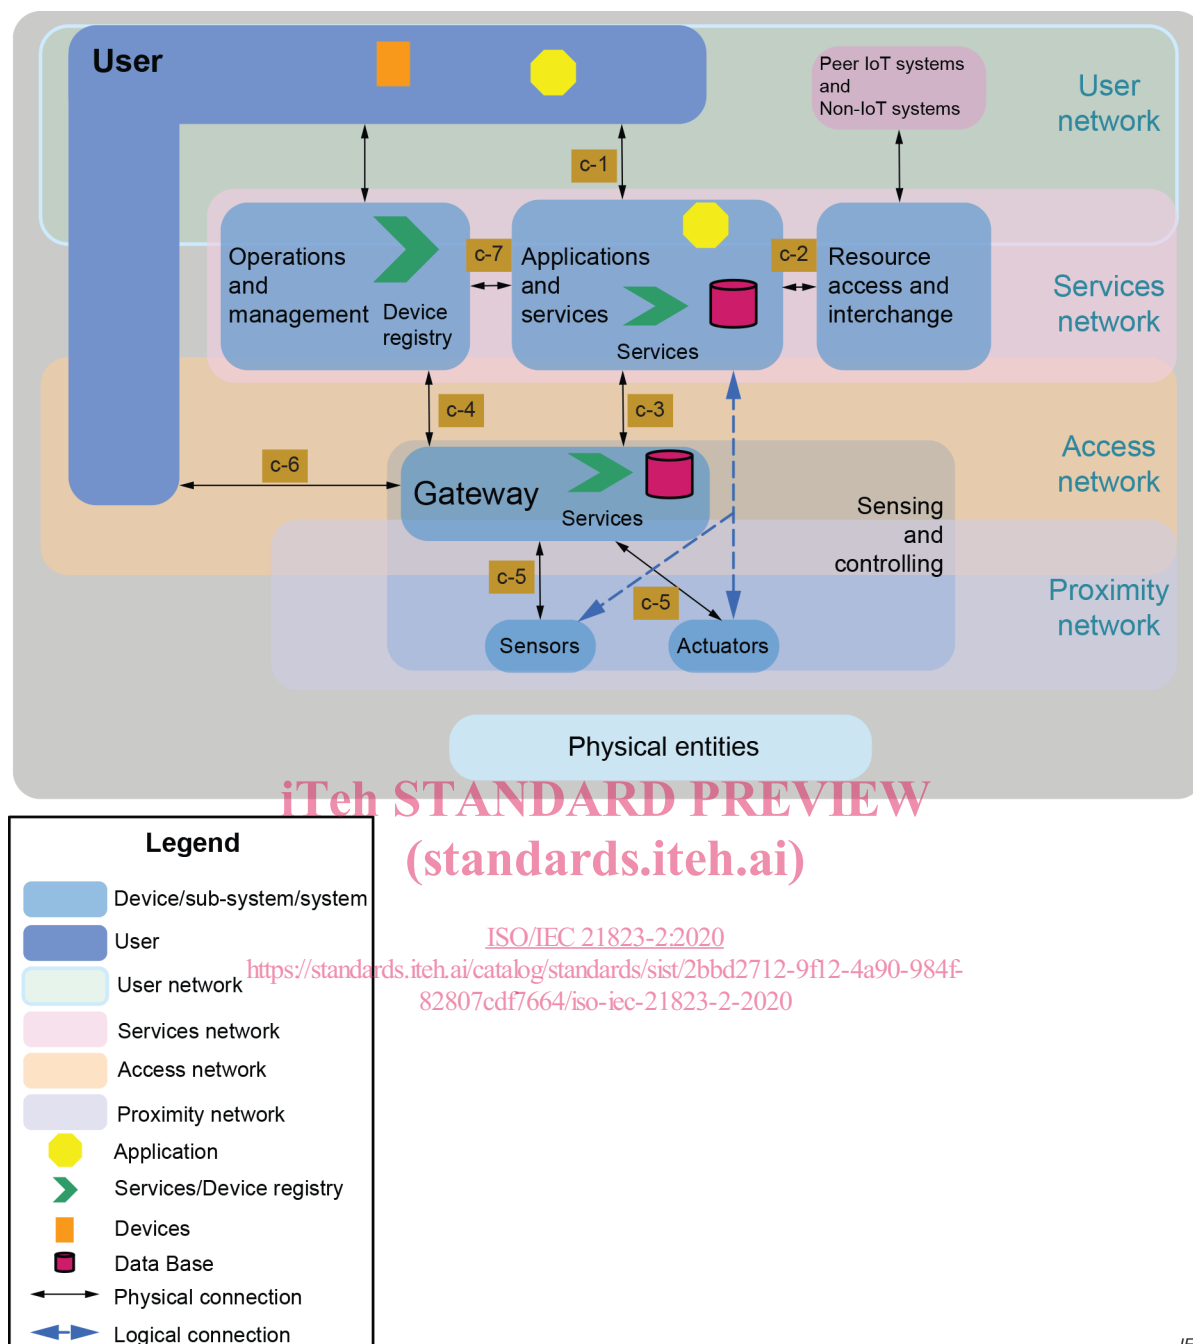 User
Peer IoT systems
and
Non-IoT systems
User
network
c-1
Operations
and
management
Device
registry
c-7
Applications
and
services
Services
c-2
Resource
access and
interchange
Services
network
c-4
c-3
Access
network
c-6
Gateway
Services
Sensing
and
controlling
c-5
c-5
Proximity
network
Sensors
Actuators
Physical entities
iTeh STANDARD PREVIEW
(standards.iteh.ai)
ISO/IEC 21823-2:2020
https://standards.iteh.ai/catalog/standards/sist/2bbd2712-9f12-4a90-984f-
82807cdf7664/iso-iec-21823-2-2020
Legend
Device/sub-system/system
User
User network
Services network
Access network
Proximity network
Application
Services/Device registry
Devices
Data Base
Physical connection
Logical connection